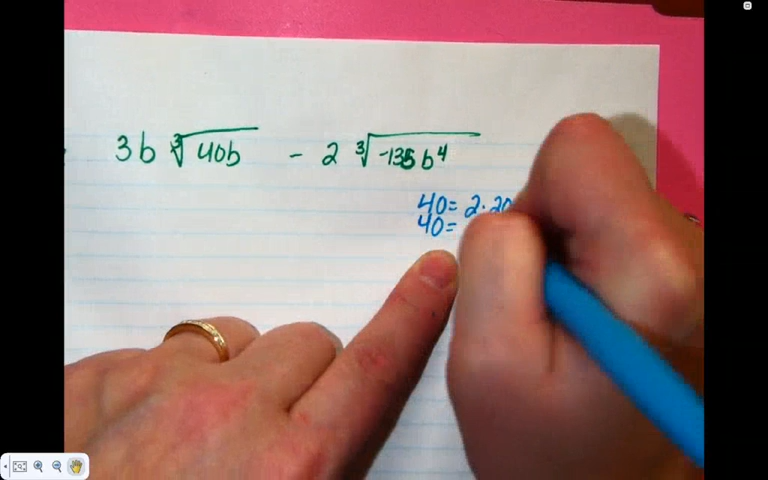 3b ∛40b - 2 ∛-135b⁴
40 = 2·20
40 =